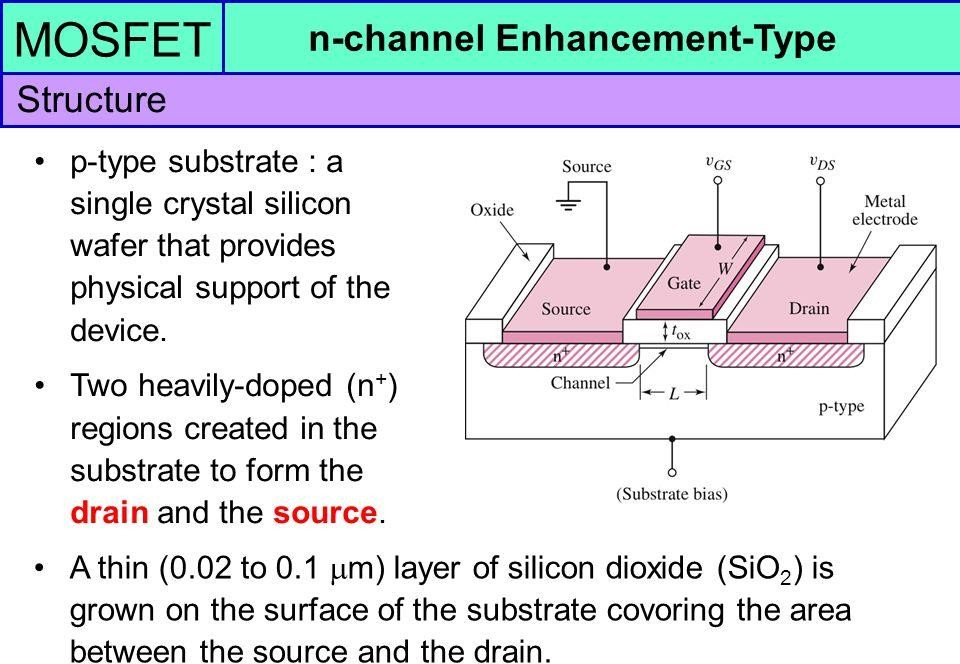 MOSFET
n-channel Enhancement-Type
Structure
• p-type substrate : a
single crystal silicon
wafer that provides
physical support of the
device.
• Two heavily-doped (n⁺)
regions created in the
substrate to form the
drain and the source.
• A thin (0.02 to 0.1 μm) layer of silicon dioxide (SiO₂) is
grown on the surface of the substrate covoring the area
between the source and the drain.
Source
υGS
υDS
Oxide
Metal
electrode
W
Gate
Source
Drain
tox
n⁺
n⁺
Channel
L
p-type
(Substrate bias)